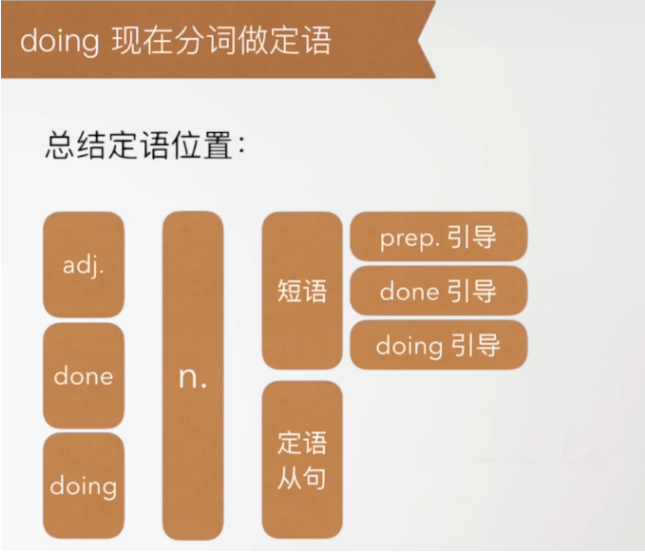 doing 现在分词做定语
总结定语位置：
adj.
done
doing
n.
短语
prep. 引导
done 引导
doing 引导
定语
从句